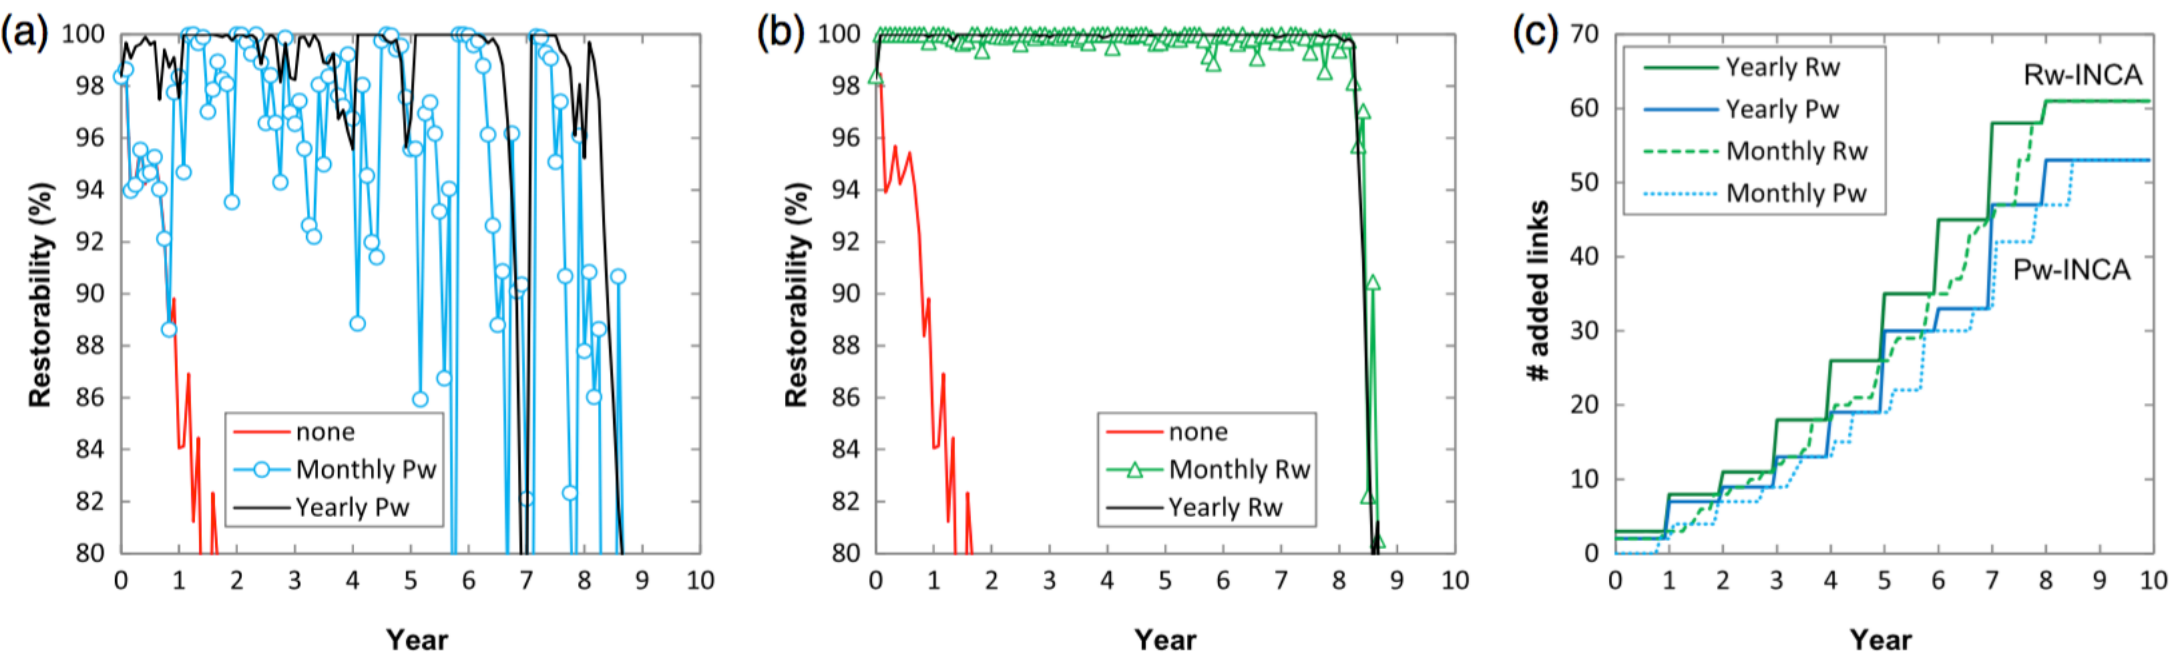 (a)
100
98
96
94
92
90
88
86
84
82
80
Restorability (%)
none
Monthly Pw
Yearly Pw
0 1 2 3 4 5 6 7 8 9 10
Year
(b)
100
98
96
94
92
90
88
86
84
82
80
Restorability (%)
none
Monthly Rw
Yearly Rw
0 1 2 3 4 5 6 7 8 9 10
Year
(c)
70
60
50
40
30
20
10
0
# added links
Yearly Rw
Yearly Pw
Monthly Rw
Monthly Pw
Rw-INCA
Pw-INCA
0 1 2 3 4 5 6 7 8 9 10
Year